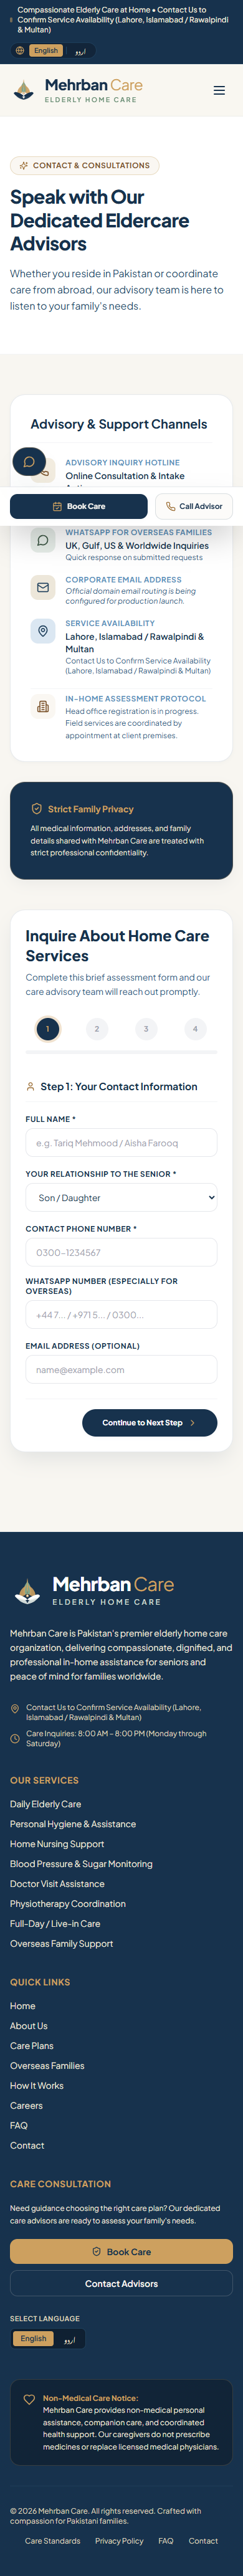 Compassionate Elderly Care at Home • Contact Us to
Confirm Service Availability (Lahore, Islamabad / Rawalpindi
& Multan)
English اردو
Mehrban Care
ELDERLY HOME CARE
CONTACT & CONSULTATIONS
Speak with Our
Dedicated Eldercare
Advisors
Whether you reside in Pakistan or coordinate
care from abroad, our advisory team is here to
listen to your family's needs.
Advisory & Support Channels
ADVISORY INQUIRY HOTLINE
Online Consultation & Intake
Book Care
Call Advisor
WHATSAPP FOR OVERSEAS FAMILIES
UK, Gulf, US & Worldwide Inquiries
Quick response on submitted requests
CORPORATE EMAIL ADDRESS
Official domain email routing is being
configured for production launch.
SERVICE AVAILABILITY
Lahore, Islamabad / Rawalpindi &
Multan
Contact Us to Confirm Service Availability
(Lahore, Islamabad / Rawalpindi & Multan)
IN-HOME ASSESSMENT PROTOCOL
Head office registration is in progress.
Field services are coordinated by
appointment at client premises.
Strict Family Privacy
All medical information, addresses, and family
details shared with Mehrban Care are treated with
strict professional confidentiality.
Inquire About Home Care
Services
Complete this brief assessment form and our
care advisory team will reach out promptly.
1 2 3 4
Step 1: Your Contact Information
FULL NAME *
e.g. Tariq Mehmood / Aisha Farooq
YOUR RELATIONSHIP TO THE SENIOR *
Son / Daughter
CONTACT PHONE NUMBER *
0300-1234567
WHATSAPP NUMBER (ESPECIALLY FOR
OVERSEAS)
+44 7... / +971 5... / 0300...
EMAIL ADDRESS (OPTIONAL)
name@example.com
Continue to Next Step
Mehrban Care
ELDERLY HOME CARE
Mehrban Care is Pakistan's premier elderly home care
organization, delivering compassionate, dignified, and
professional in-home assistance for seniors and
peace of mind for families worldwide.
Contact Us to Confirm Service Availability (Lahore,
Islamabad / Rawalpindi & Multan)
Care Inquiries: 8:00 AM – 8:00 PM (Monday through
Saturday)
OUR SERVICES
Daily Elderly Care
Personal Hygiene & Assistance
Home Nursing Support
Blood Pressure & Sugar Monitoring
Doctor Visit Assistance
Physiotherapy Coordination
Full-Day / Live-in Care
Overseas Family Support
QUICK LINKS
Home
About Us
Care Plans
Overseas Families
How It Works
Careers
FAQ
Contact
CARE CONSULTATION
Need guidance choosing the right care plan? Our dedicated
care advisors are ready to assess your family's needs.
Book Care
Contact Advisors
SELECT LANGUAGE
English اردو
Non-Medical Care Notice:
Mehrban Care provides non-medical personal
assistance, companion care, and coordinated
health support. Our caregivers do not prescribe
medicines or replace licensed medical physicians.
© 2026 Mehrban Care. All rights reserved. Crafted with
compassion for Pakistani families.
Care Standards Privacy Policy FAQ Contact